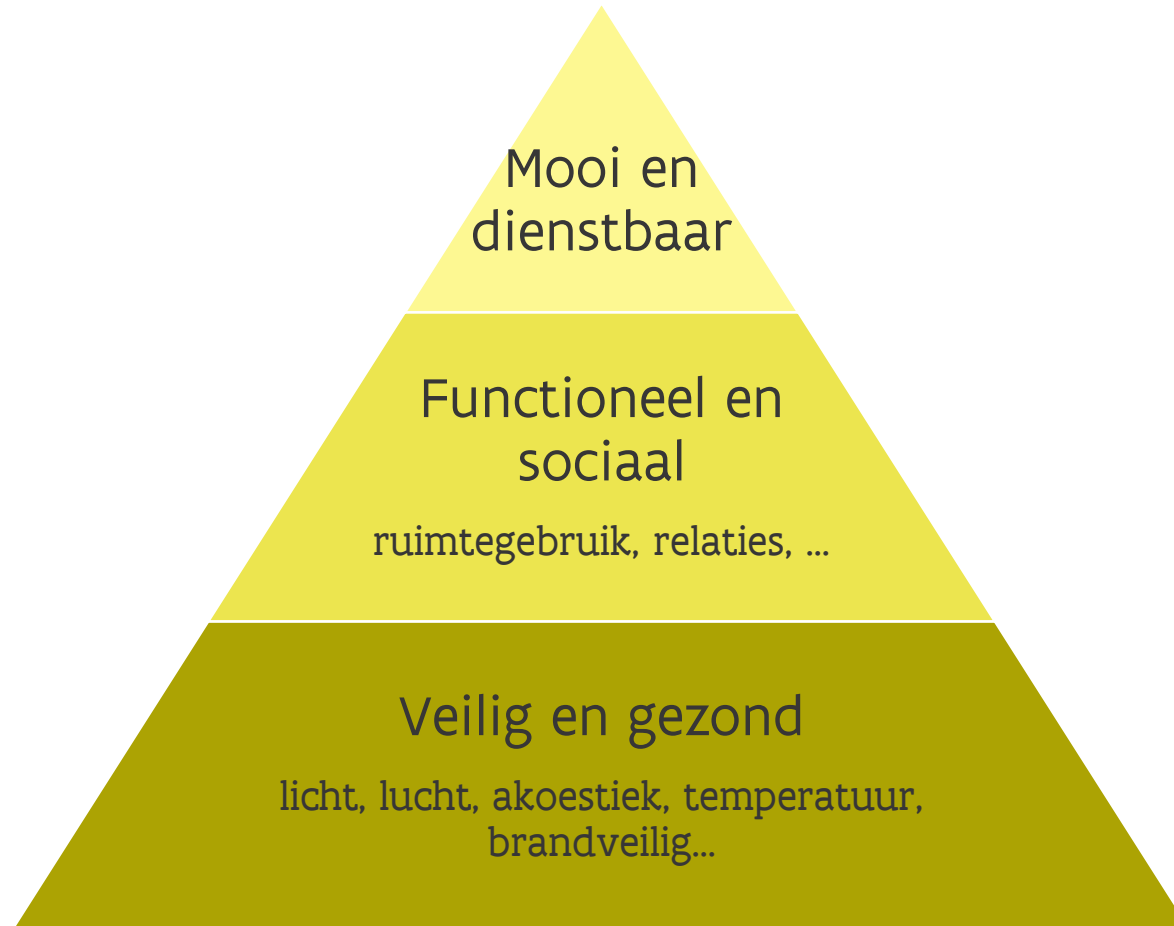 Mooi en
dienstbaar
Functioneel en
sociaal
ruimtegebruik, relaties, ...
Veilig en gezond
licht, lucht, akoestiek, temperatuur,
brandveilig...